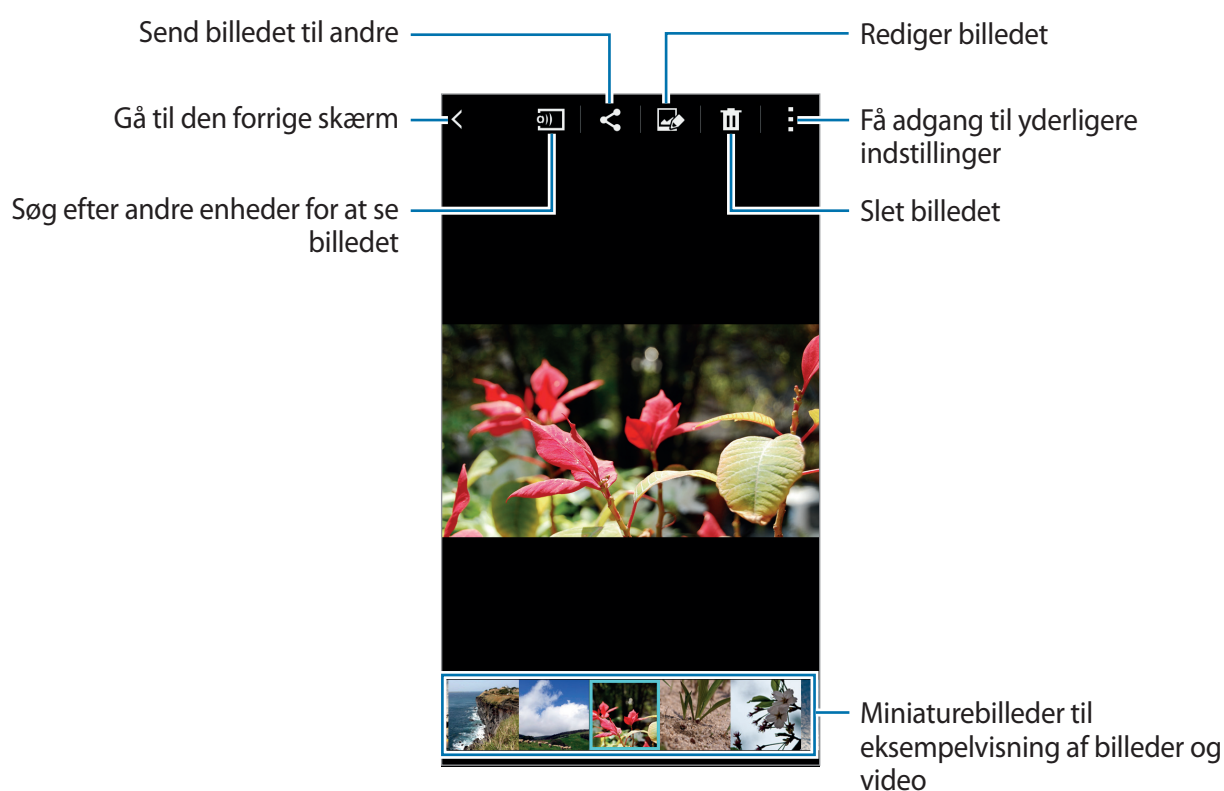 Send billedet til andre
Gå til den forrige skærm
Søg efter andre enheder for at se
billedet
Rediger billedet
Få adgang til yderligere
indstillinger
Slet billedet
Miniaturebilleder til
eksempelvisning af billeder og
video